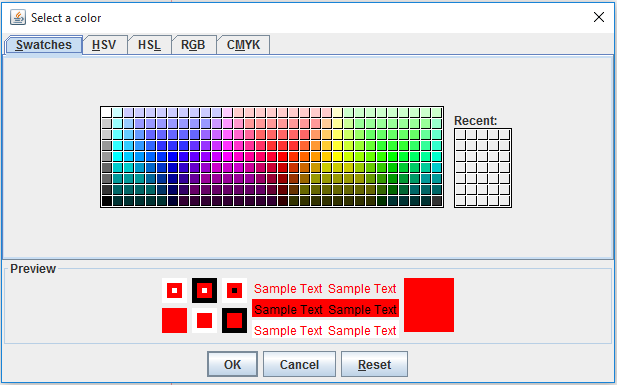 Select a color
Swatches HSV HSL RGB CMYK
Recent:
Preview
Sample Text Sample Text
Sample Text Sample Text
Sample Text Sample Text
OK Cancel Reset